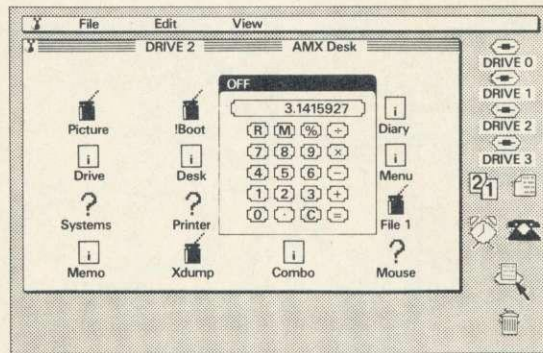 File Edit View
DRIVE 2 AMX Desk
OFF
3.1415927
R M % ÷
7 8 9 ×
4 5 6 −
1 2 3 +
0 · C =
Picture !Boot Diary
Drive Desk Menu
Systems Printer File 1
Memo Xdump Combo Mouse
DRIVE 0
DRIVE 1
DRIVE 2
DRIVE 3
21